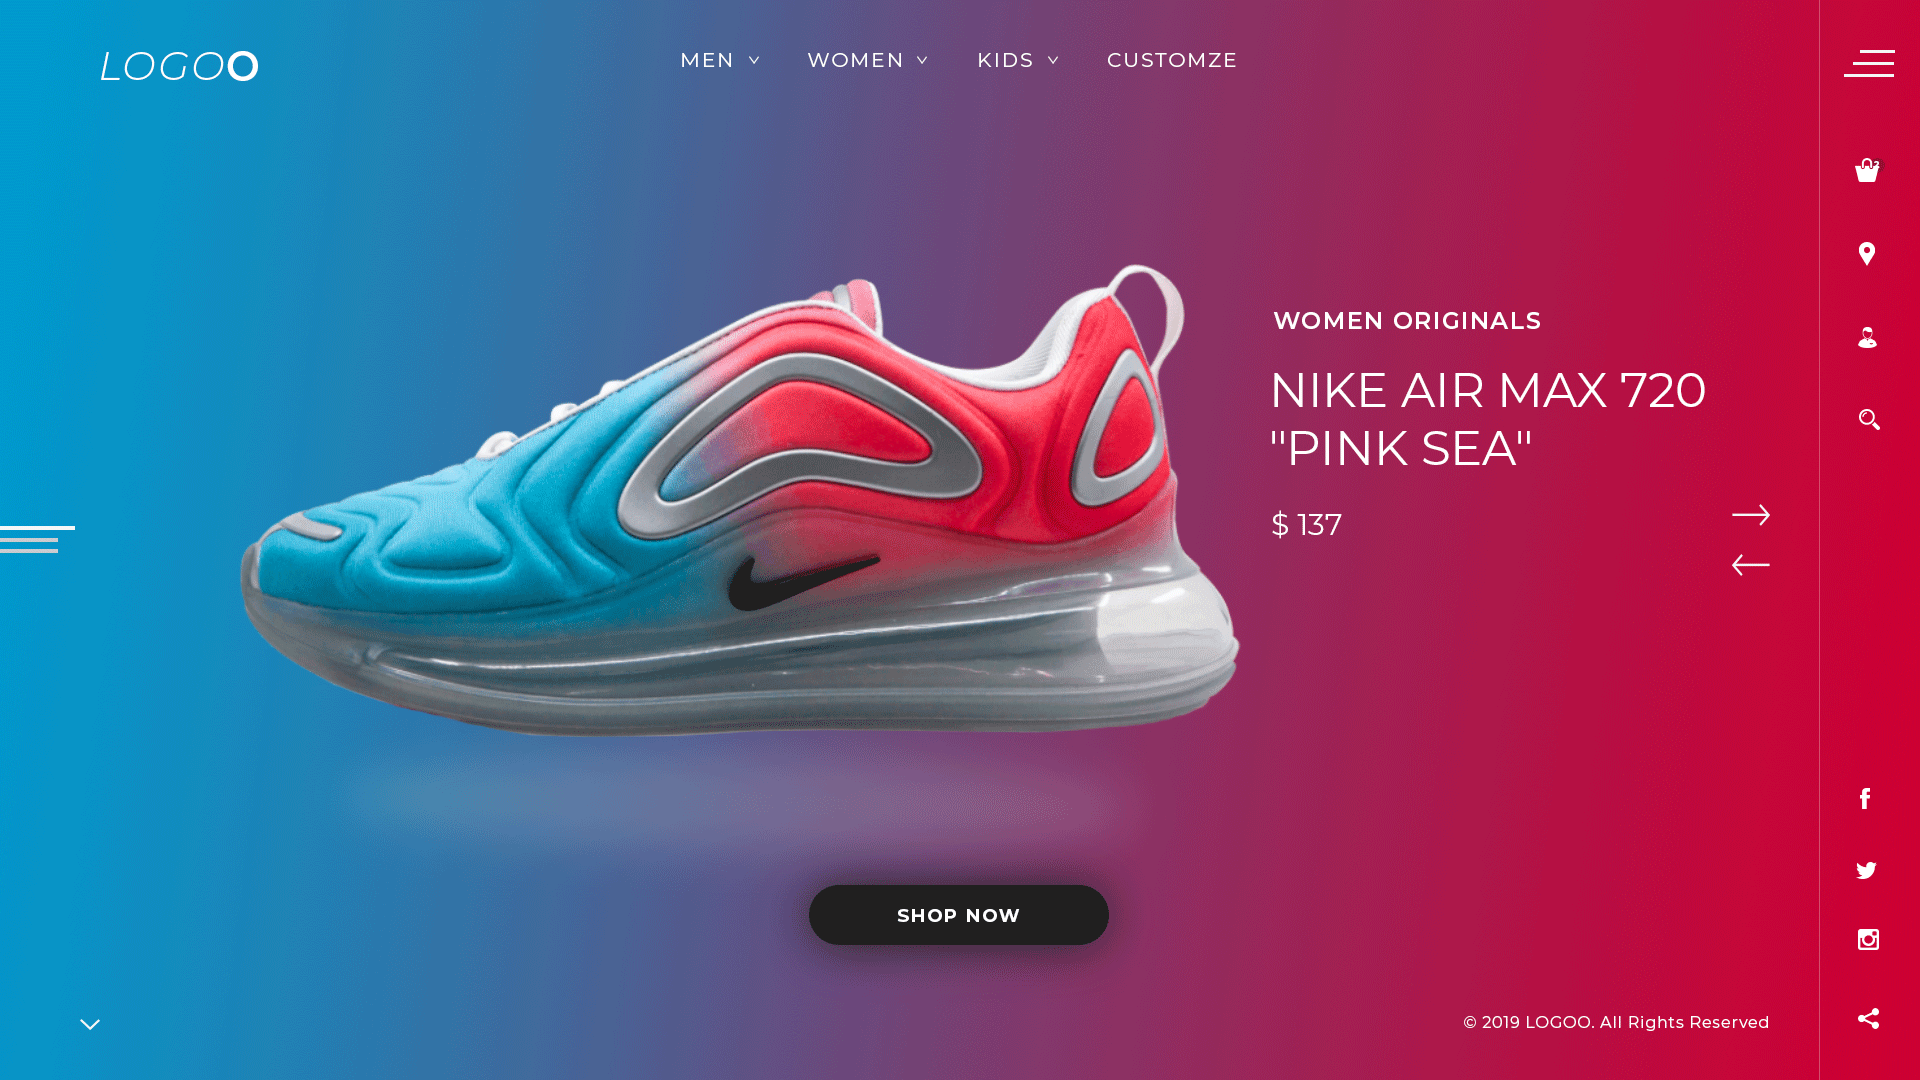 LOGOO
MEN
WOMEN
KIDS
CUSTOMZE
2
WOMEN ORIGINALS
NIKE AIR MAX 720
"PINK SEA"
$ 137
SHOP NOW
© 2019 LOGOO. All Rights Reserved